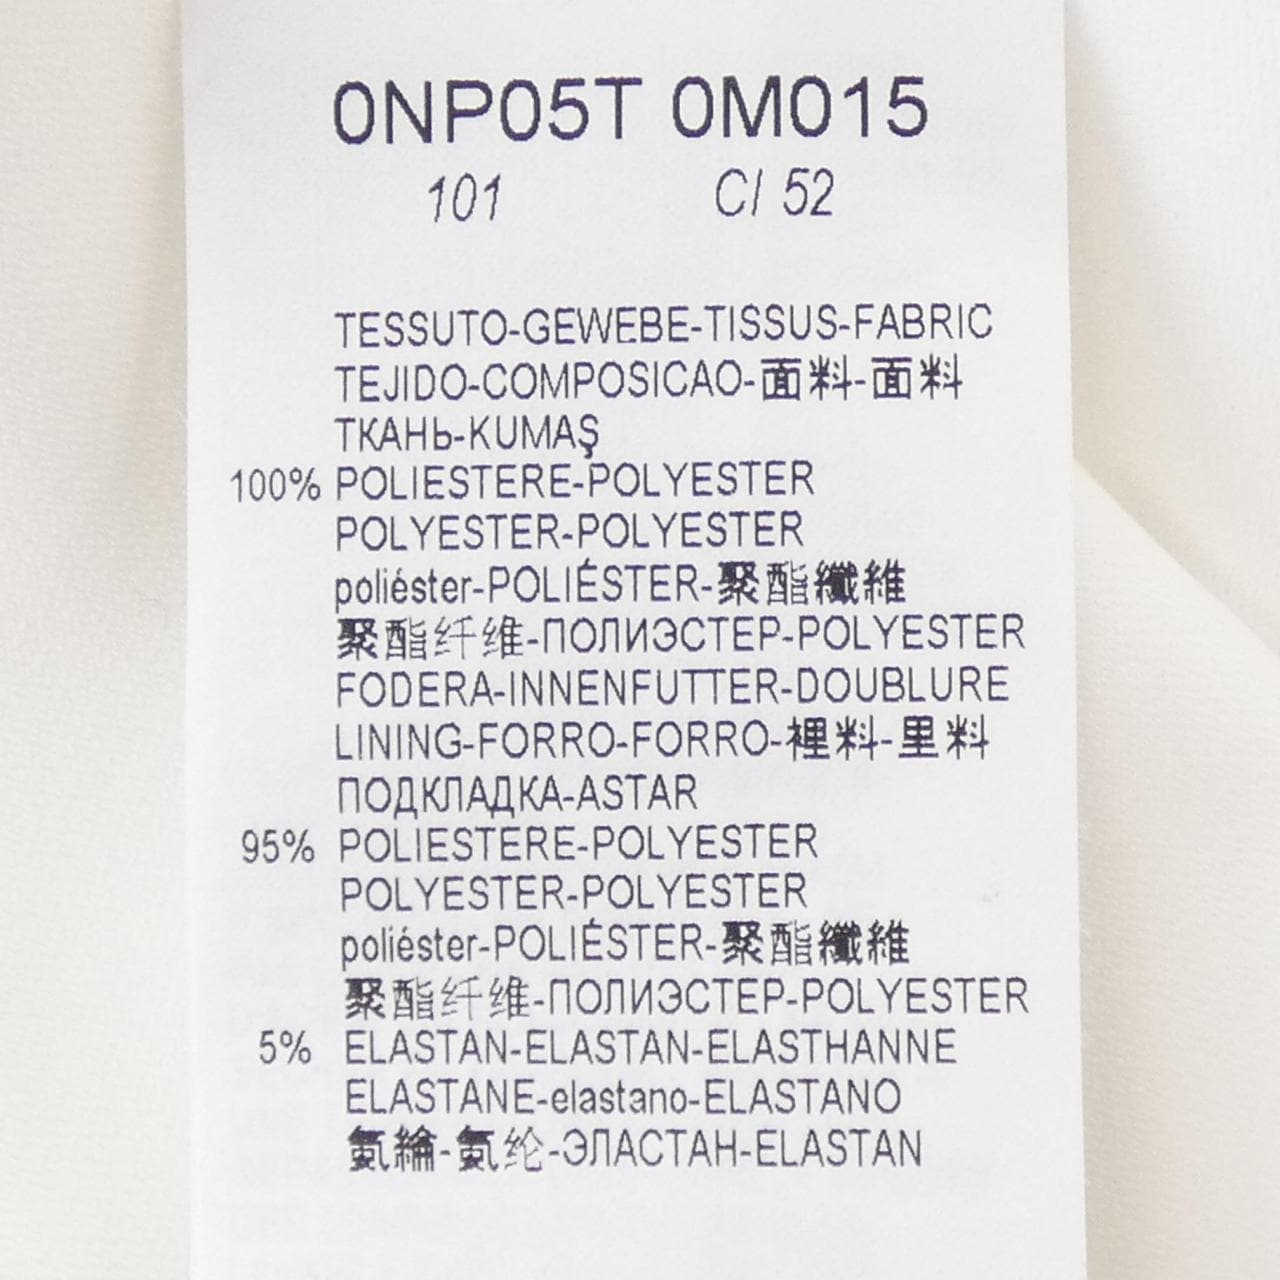 0NP05T 0M015
101 C/ 52
TESSUTO-GEWEBE-TISSUS-FABRIC
TEJIDO-COMPOSICAO-面料-面料
ТКАНЬ-KUMAŞ
100% POLIESTERE-POLYESTER
POLYESTER-POLYESTER
poliéster-POLIÉSTER-聚酯纖維
聚酯纤维-ПОЛИЭСТЕР-POLYESTER
FODERA-INNENFUTTER-DOUBLURE
LINING-FORRO-FORRO-裡料-里料
ПОДКЛАДКА-ASTAR
95% POLIESTERE-POLYESTER
POLYESTER-POLYESTER
poliéster-POLIÉSTER-聚酯纖維
聚酯纤维-ПОЛИЭСТЕР-POLYESTER
5% ELASTAN-ELASTAN-ELASTHANNE
ELASTANE-elastano-ELASTANO
氨綸-氨纶-ЭЛАСТАН-ELASTAN